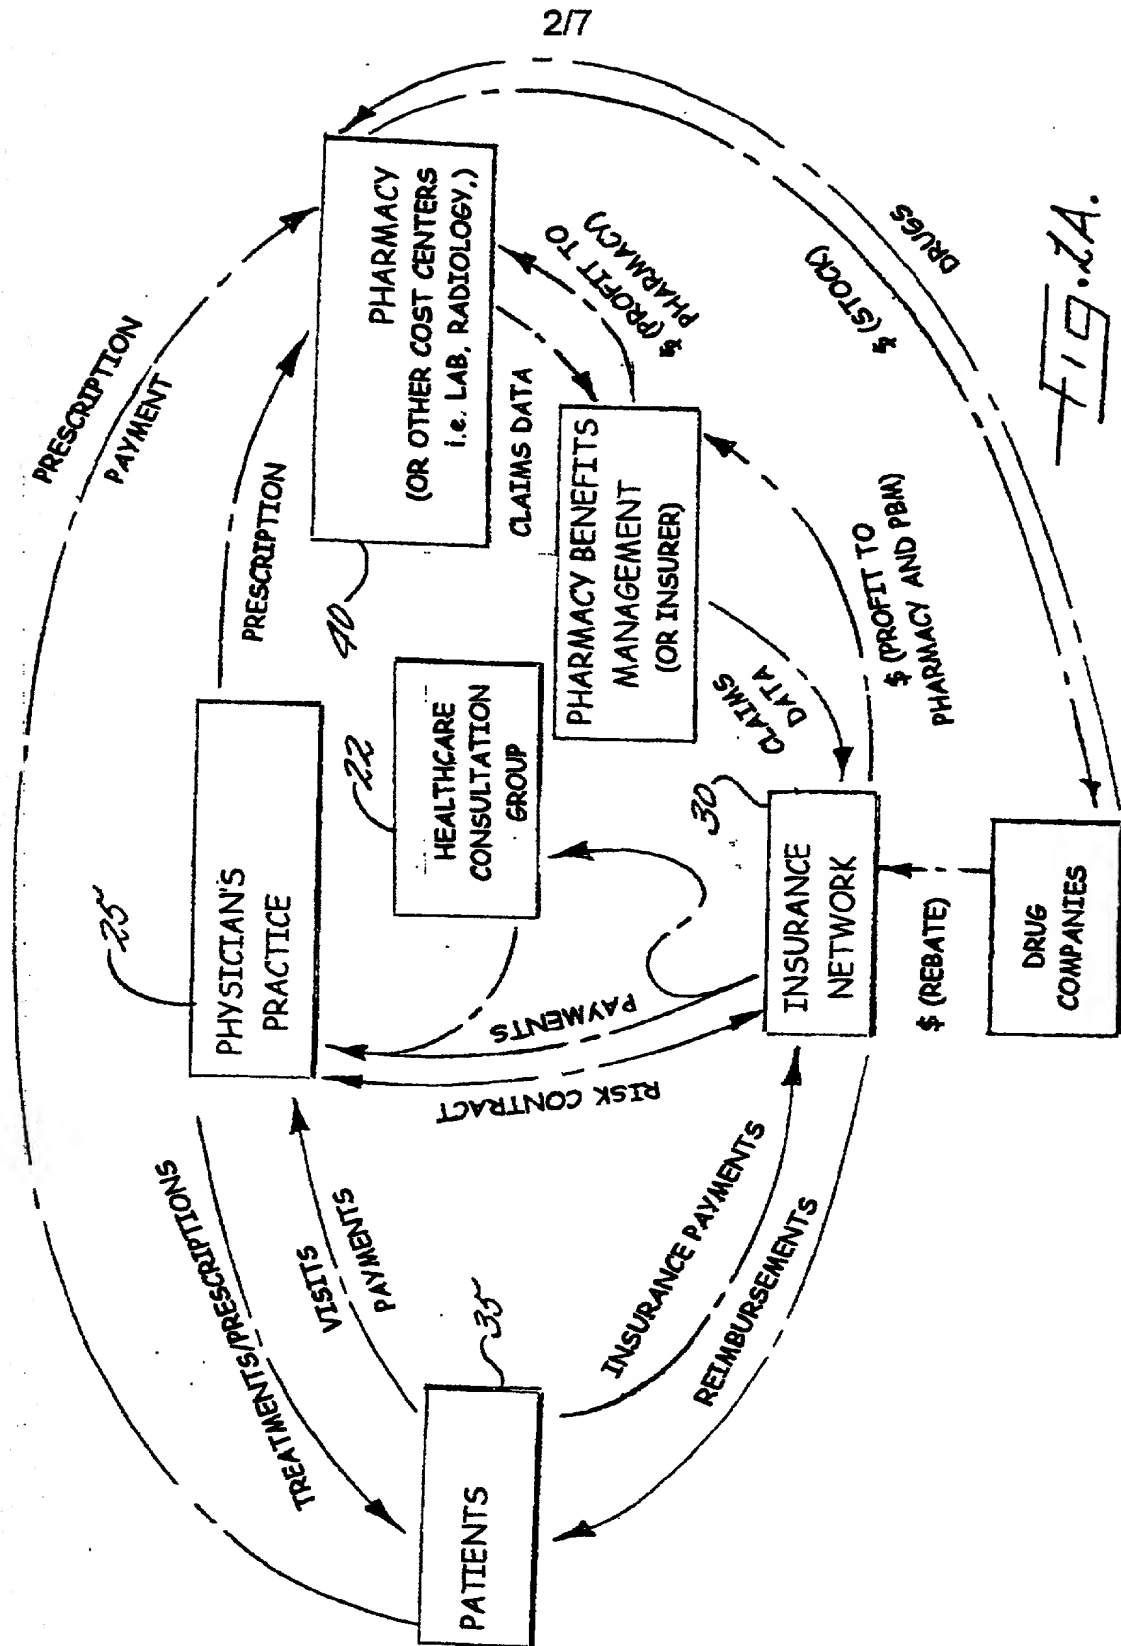 2/7
PRESCRIPTION
PAYMENT
PRESCRIPTION
25
PHYSICIAN'S
PRACTICE
PHARMACY
(OR OTHER COST CENTERS
i.e. LAB, RADIOLOGY,)
40
TREATMENTS/PRESCRIPTIONS
VISITS
PAYMENTS
22
HEALTHCARE
CONSULTATION
GROUP
CLAIMS DATA
$ (PROFIT TO
PHARMACY)
35
PATIENTS
PAYMENTS
RISK CONTRACT
PHARMACY BENEFITS
MANAGEMENT
(OR INSURER)
CLAIMS
DATA
30
INSURANCE
NETWORK
INSURANCE PAYMENTS
REIMBURSEMENTS
$ (PROFIT TO
PHARMACY AND PBM)
$ (STOCK)
DRUGS
$ (REBATE)
DRUG
COMPANIES